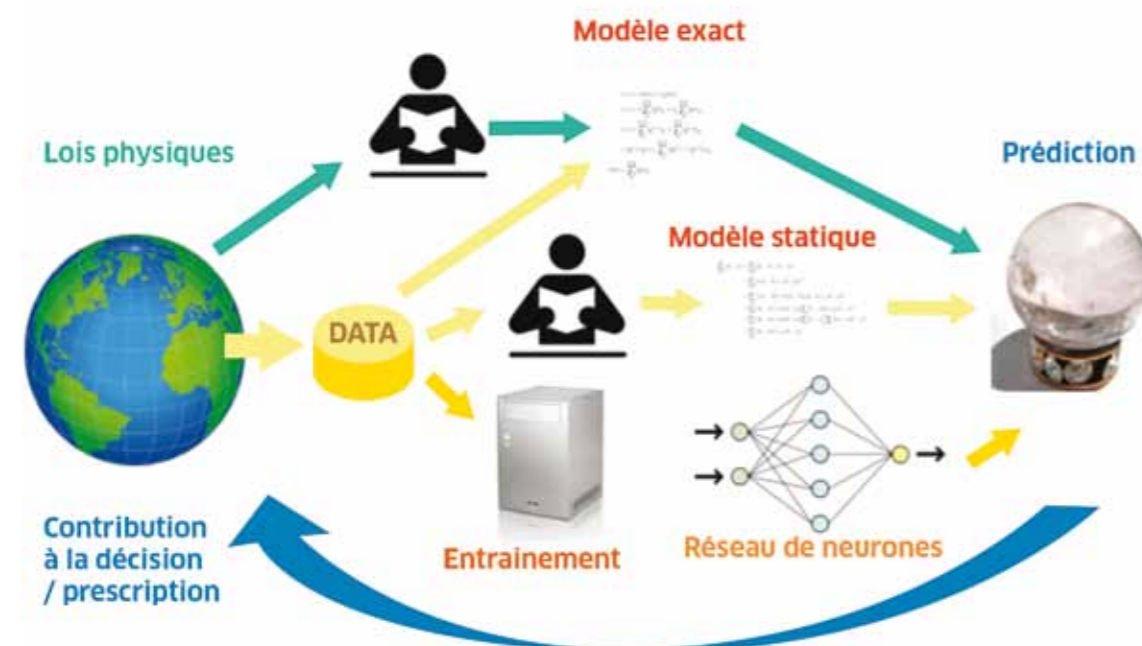 Modèle exact
Lois physiques
Prédiction
Modèle statique
DATA
Entrainement
Réseau de neurones
Contribution
à la décision
/ prescription